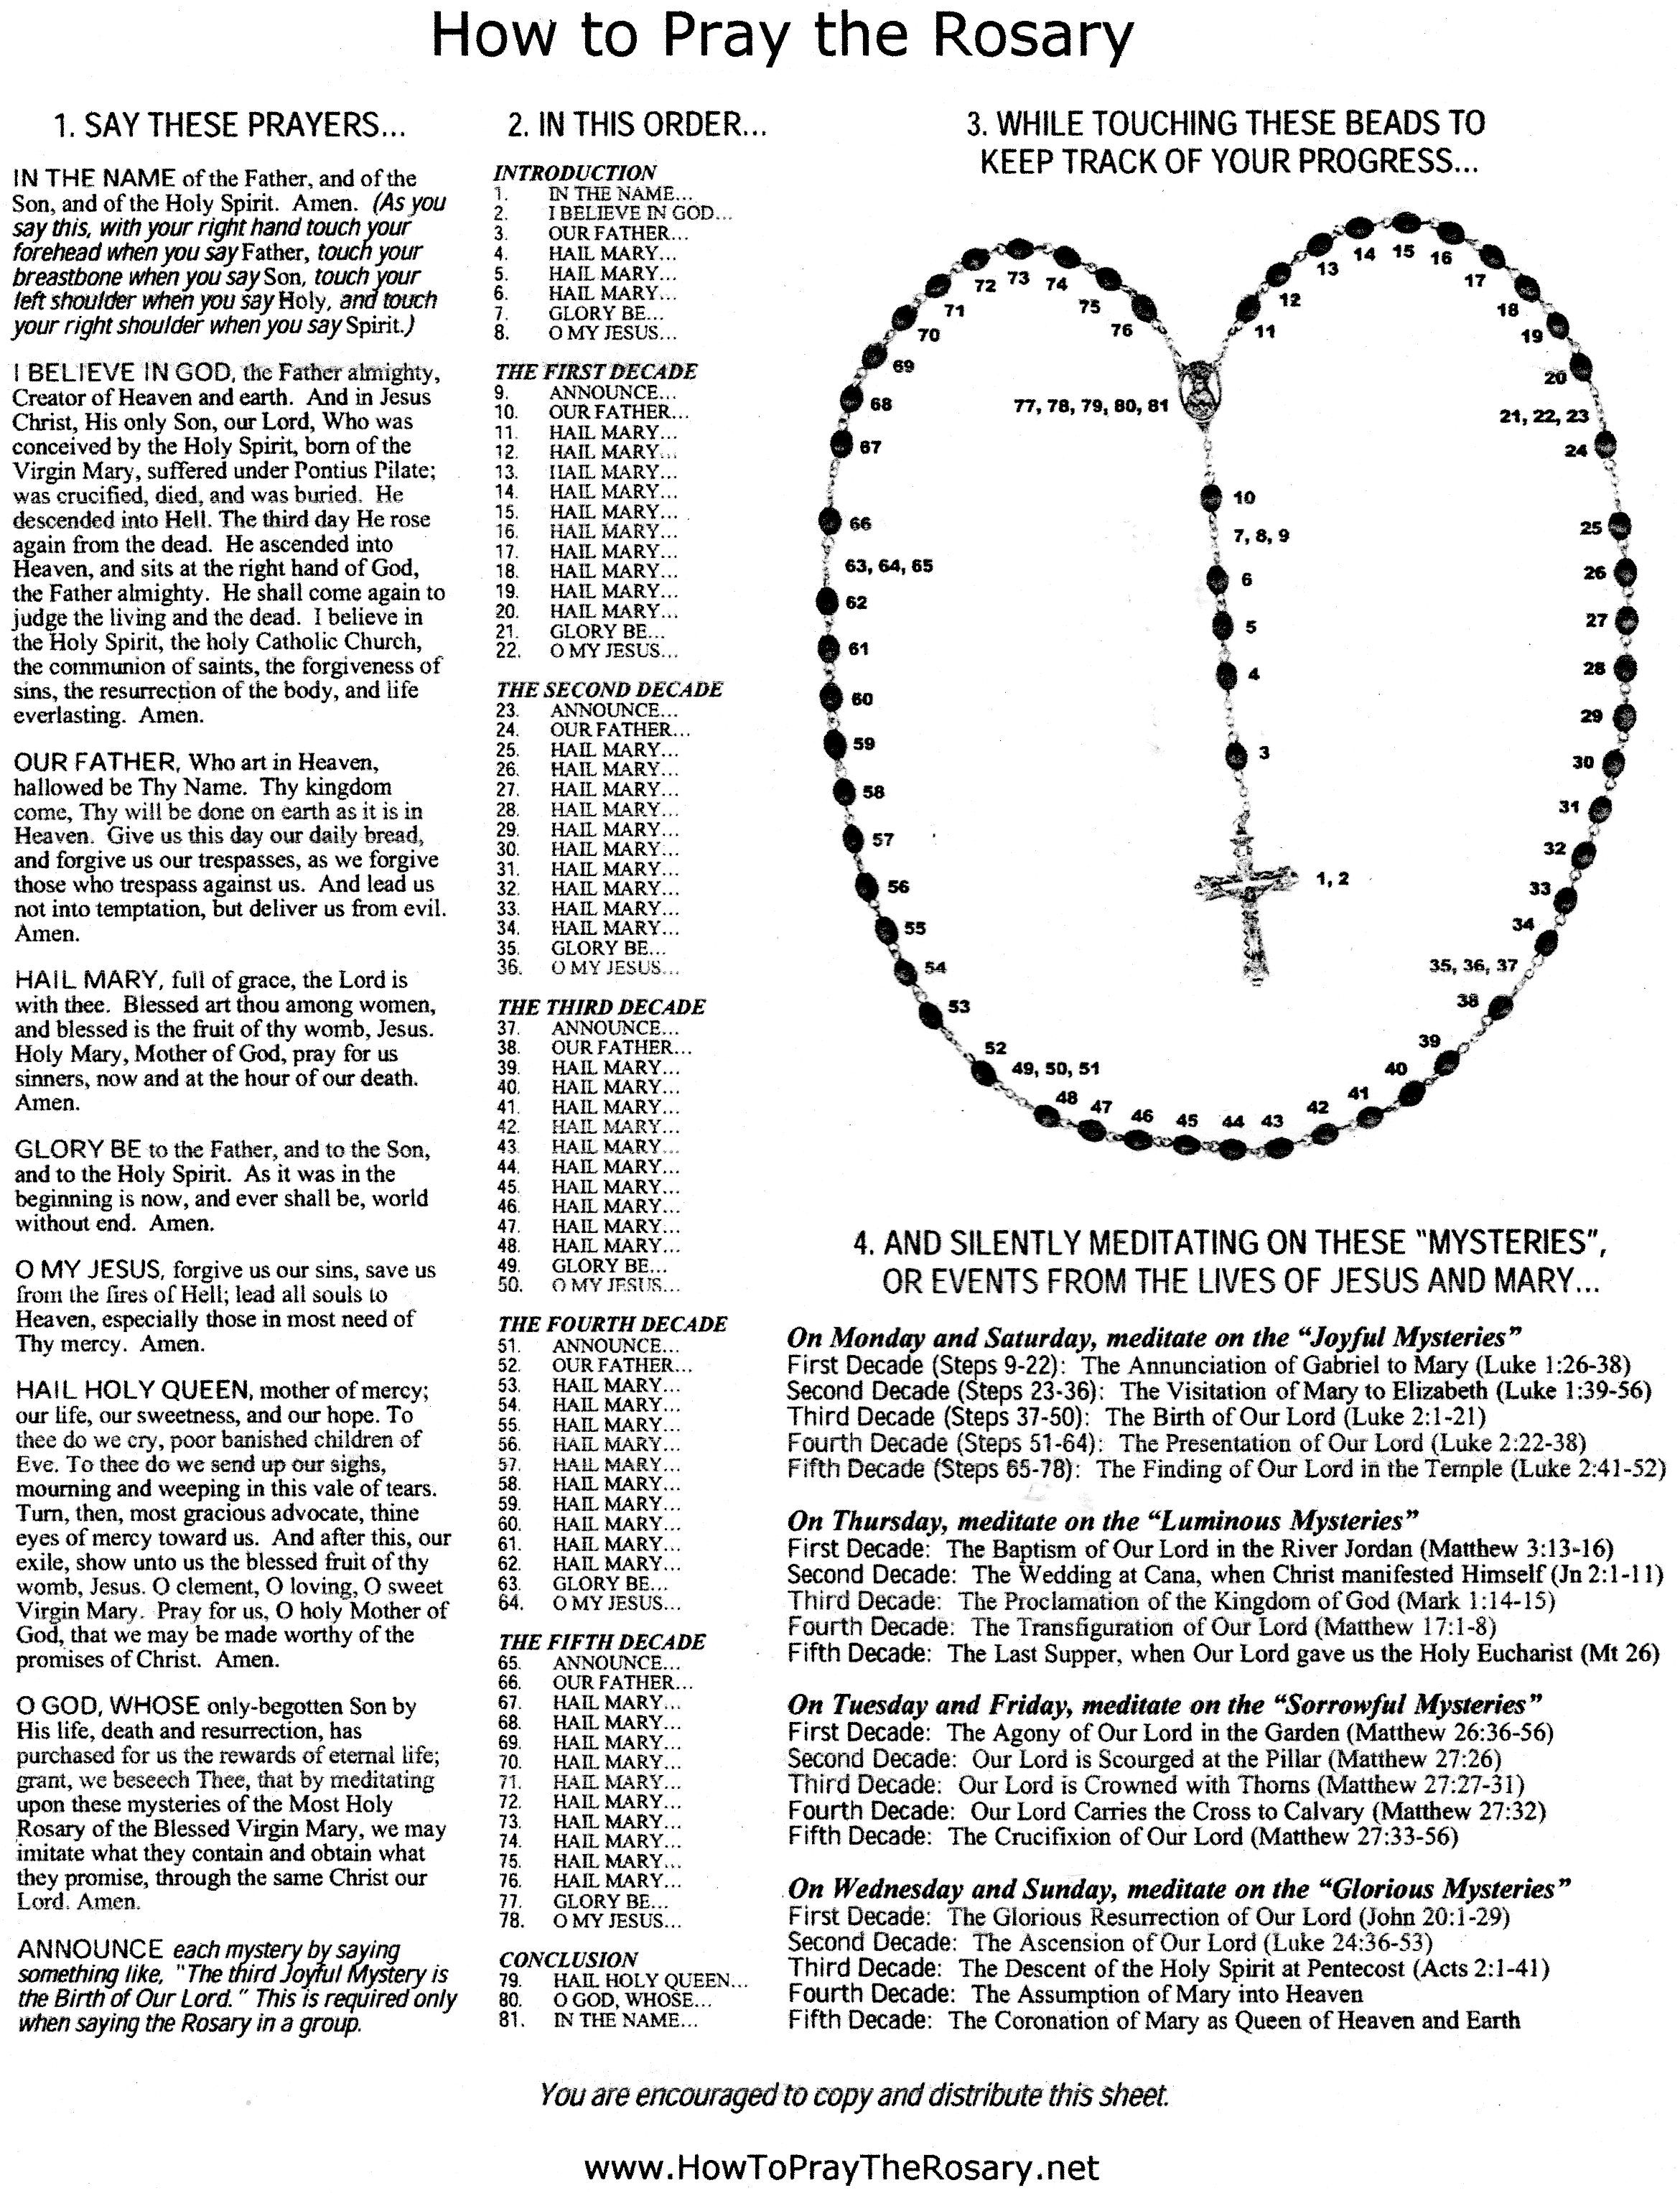 How to Pray the Rosary
1. SAY THESE PRAYERS...
IN THE NAME of the Father, and of the
Son, and of the Holy Spirit. Amen. (As you
say this, with your right hand touch your
forehead when you say Father, touch your
breastbone when you say Son, touch your
left shoulder when you say Holy, and touch
your right shoulder when you say Spirit.)
I BELIEVE IN GOD, the Father almighty,
Creator of Heaven and earth. And in Jesus
Christ, His only Son, our Lord, Who was
conceived by the Holy Spirit, born of the
Virgin Mary, suffered under Pontius Pilate;
was crucified, died, and was buried. He
descended into Hell. The third day He rose
again from the dead. He ascended into
Heaven, and sits at the right hand of God,
the Father almighty. He shall come again to
judge the living and the dead. I believe in
the Holy Spirit, the holy Catholic Church,
the communion of saints, the forgiveness of
sins, the resurrection of the body, and life
everlasting. Amen.
OUR FATHER, Who art in Heaven,
hallowed be Thy Name. Thy kingdom
come, Thy will be done on earth as it is in
Heaven. Give us this day our daily bread,
and forgive us our trespasses, as we forgive
those who trespass against us. And lead us
not into temptation, but deliver us from evil.
Amen.
HAIL MARY, full of grace, the Lord is
with thee. Blessed art thou among women,
and blessed is the fruit of thy womb, Jesus.
Holy Mary, Mother of God, pray for us
sinners, now and at the hour of our death.
Amen.
GLORY BE to the Father, and to the Son,
and to the Holy Spirit. As it was in the
beginning is now, and ever shall be, world
without end. Amen.
O MY JESUS, forgive us our sins, save us
from the fires of Hell; lead all souls to
Heaven, especially those in most need of
Thy mercy. Amen.
HAIL HOLY QUEEN, mother of mercy;
our life, our sweetness, and our hope. To
thee do we cry, poor banished children of
Eve. To thee do we send up our sighs,
mourning and weeping in this vale of tears.
Turn, then, most gracious advocate, thine
eyes of mercy toward us. And after this, our
exile, show unto us the blessed fruit of thy
womb, Jesus. O clement, O loving, O sweet
Virgin Mary. Pray for us, O holy Mother of
God, that we may be made worthy of the
promises of Christ. Amen.
O GOD, WHOSE only-begotten Son by
His life, death and resurrection, has
purchased for us the rewards of eternal life;
grant, we beseech Thee, that by meditating
upon these mysteries of the Most Holy
Rosary of the Blessed Virgin Mary, we may
imitate what they contain and obtain what
they promise, through the same Christ our
Lord. Amen.
ANNOUNCE each mystery by saying
something like, "The third Joyful Mystery is
the Birth of Our Lord." This is required only
when saying the Rosary in a group.
2. IN THIS ORDER...
INTRODUCTION
1. IN THE NAME...
2. I BELIEVE IN GOD...
3. OUR FATHER...
4. HAIL MARY...
5. HAIL MARY...
6. HAIL MARY...
7. GLORY BE...
8. O MY JESUS...
THE FIRST DECADE
9. ANNOUNCE...
10. OUR FATHER...
11. HAIL MARY...
12. HAIL MARY...
13. HAIL MARY...
14. HAIL MARY...
15. HAIL MARY...
16. HAIL MARY...
17. HAIL MARY...
18. HAIL MARY...
19. HAIL MARY...
20. HAIL MARY...
21. GLORY BE...
22. O MY JESUS...
THE SECOND DECADE
23. ANNOUNCE...
24. OUR FATHER...
25. HAIL MARY...
26. HAIL MARY...
27. HAIL MARY...
28. HAIL MARY...
29. HAIL MARY...
30. HAIL MARY...
31. HAIL MARY...
32. HAIL MARY...
33. HAIL MARY...
34. HAIL MARY...
35. GLORY BE...
36. O MY JESUS...
THE THIRD DECADE
37. ANNOUNCE...
38. OUR FATHER...
39. HAIL MARY...
40. HAIL MARY...
41. HAIL MARY...
42. HAIL MARY...
43. HAIL MARY...
44. HAIL MARY...
45. HAIL MARY...
46. HAIL MARY...
47. HAIL MARY...
48. HAIL MARY...
49. GLORY BE...
50. O MY JESUS...
THE FOURTH DECADE
51. ANNOUNCE...
52. OUR FATHER...
53. HAIL MARY...
54. HAIL MARY...
55. HAIL MARY...
56. HAIL MARY...
57. HAIL MARY...
58. HAIL MARY...
59. HAIL MARY...
60. HAIL MARY...
61. HAIL MARY...
62. HAIL MARY...
63. GLORY BE...
64. O MY JESUS...
THE FIFTH DECADE
65. ANNOUNCE...
66. OUR FATHER...
67. HAIL MARY...
68. HAIL MARY...
69. HAIL MARY...
70. HAIL MARY...
71. HAIL MARY...
72. HAIL MARY...
73. HAIL MARY...
74. HAIL MARY...
75. HAIL MARY...
76. HAIL MARY...
77. GLORY BE...
78. O MY JESUS...
CONCLUSION
79. HAIL HOLY QUEEN...
80. O GOD, WHOSE...
81. IN THE NAME...
3. WHILE TOUCHING THESE BEADS TO
KEEP TRACK OF YOUR PROGRESS...
1, 2
3
4
5
6
7, 8, 9
10
11
12
13
14
15
16
17
18
19
20
21, 22, 23
24
25
26
27
28
29
30
31
32
33
34
35, 36, 37
38
39
40
41
42
43
44
45
46
47
48
49, 50, 51
52
53
54
55
56
57
58
59
60
61
62
63, 64, 65
66
67
68
69
70
71
72
73
74
75
76
77, 78, 79, 80, 81
4. AND SILENTLY MEDITATING ON THESE "MYSTERIES",
OR EVENTS FROM THE LIVES OF JESUS AND MARY...
On Monday and Saturday, meditate on the “Joyful Mysteries”
First Decade (Steps 9-22): The Annunciation of Gabriel to Mary (Luke 1:26-38)
Second Decade (Steps 23-36): The Visitation of Mary to Elizabeth (Luke 1:39-56)
Third Decade (Steps 37-50): The Birth of Our Lord (Luke 2:1-21)
Fourth Decade (Steps 51-64): The Presentation of Our Lord (Luke 2:22-38)
Fifth Decade (Steps 65-78): The Finding of Our Lord in the Temple (Luke 2:41-52)
On Thursday, meditate on the “Luminous Mysteries”
First Decade: The Baptism of Our Lord in the River Jordan (Matthew 3:13-16)
Second Decade: The Wedding at Cana, when Christ manifested Himself (Jn 2:1-11)
Third Decade: The Proclamation of the Kingdom of God (Mark 1:14-15)
Fourth Decade: The Transfiguration of Our Lord (Matthew 17:1-8)
Fifth Decade: The Last Supper, when Our Lord gave us the Holy Eucharist (Mt 26)
On Tuesday and Friday, meditate on the “Sorrowful Mysteries”
First Decade: The Agony of Our Lord in the Garden (Matthew 26:36-56)
Second Decade: Our Lord is Scourged at the Pillar (Matthew 27:26)
Third Decade: Our Lord is Crowned with Thorns (Matthew 27:27-31)
Fourth Decade: Our Lord Carries the Cross to Calvary (Matthew 27:32)
Fifth Decade: The Crucifixion of Our Lord (Matthew 27:33-56)
On Wednesday and Sunday, meditate on the “Glorious Mysteries”
First Decade: The Glorious Resurrection of Our Lord (John 20:1-29)
Second Decade: The Ascension of Our Lord (Luke 24:36-53)
Third Decade: The Descent of the Holy Spirit at Pentecost (Acts 2:1-41)
Fourth Decade: The Assumption of Mary into Heaven
Fifth Decade: The Coronation of Mary as Queen of Heaven and Earth
You are encouraged to copy and distribute this sheet.
www.HowToPrayTheRosary.net